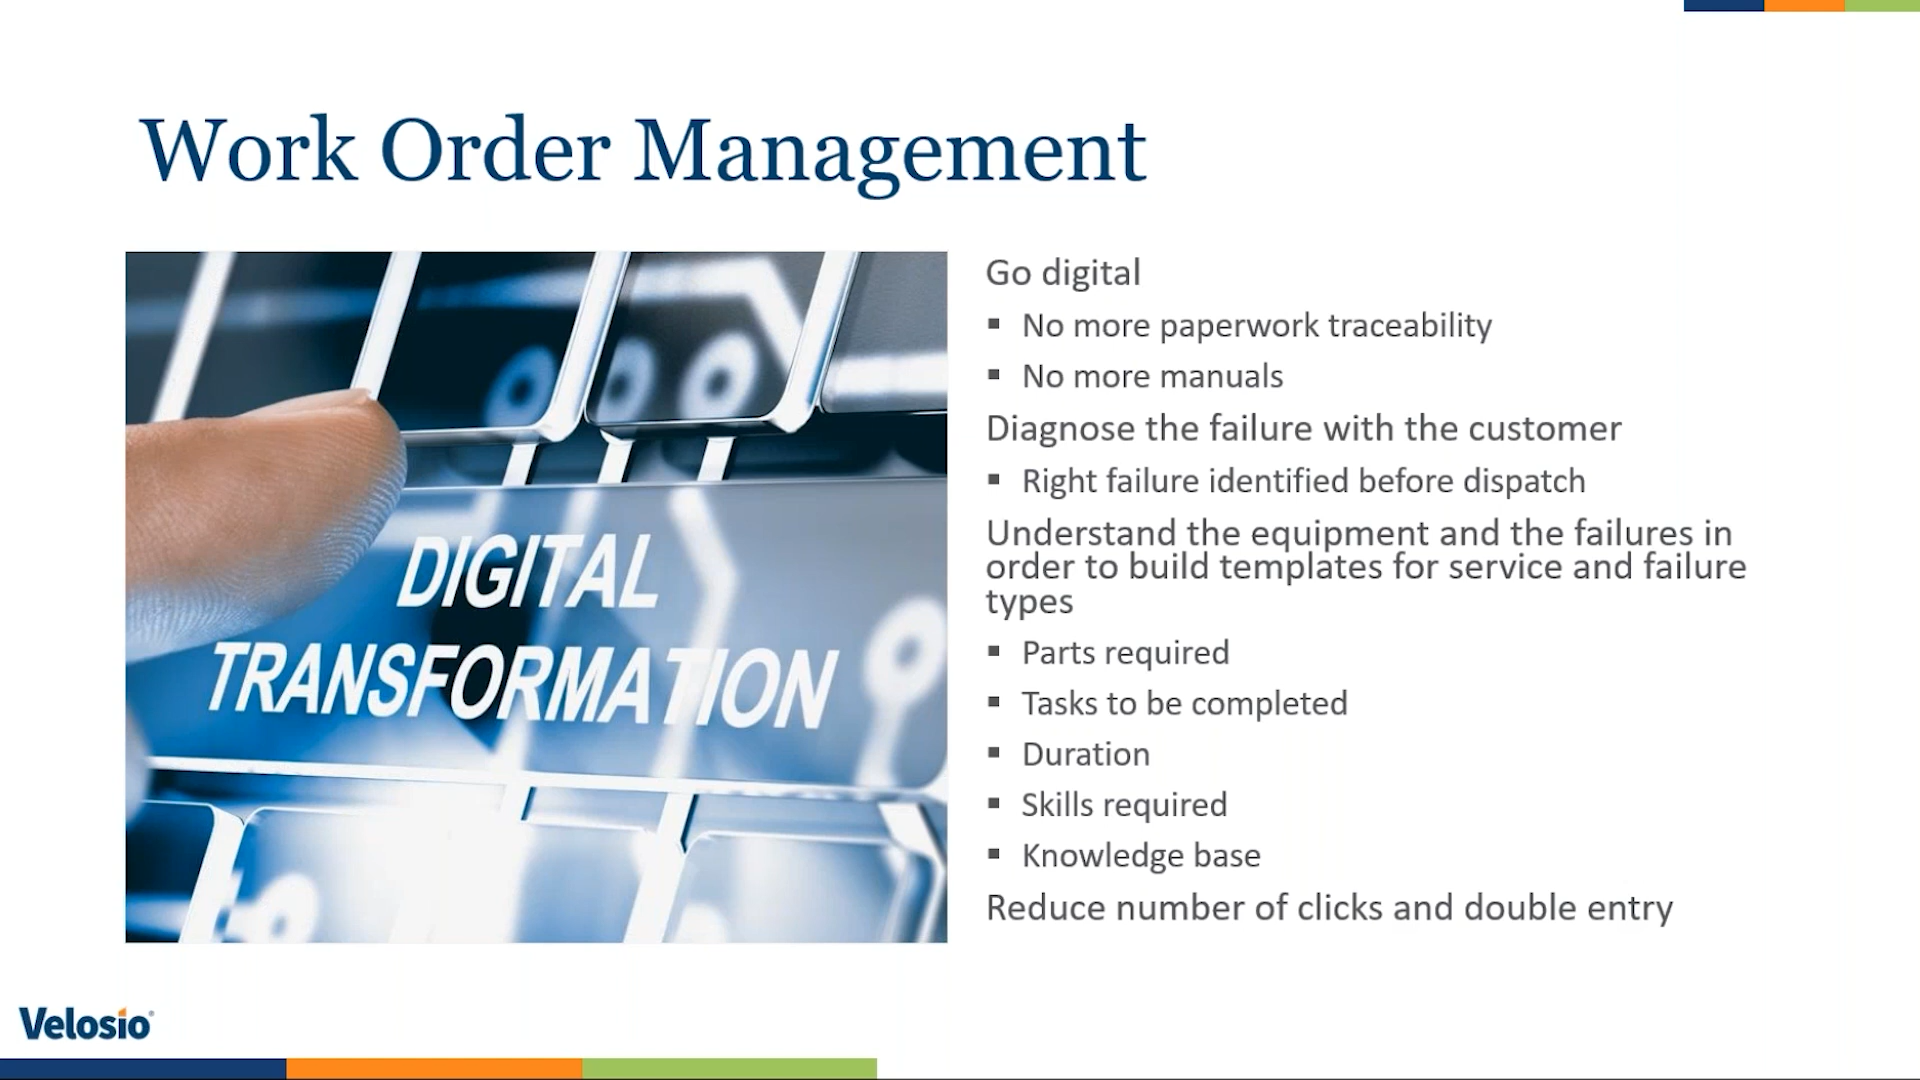 Work Order Management
DIGITAL
TRANSFORMATION
Go digital
▪ No more paperwork traceability
▪ No more manuals
Diagnose the failure with the customer
▪ Right failure identified before dispatch
Understand the equipment and the failures in
order to build templates for service and failure
types
▪ Parts required
▪ Tasks to be completed
▪ Duration
▪ Skills required
▪ Knowledge base
Reduce number of clicks and double entry
Velosio